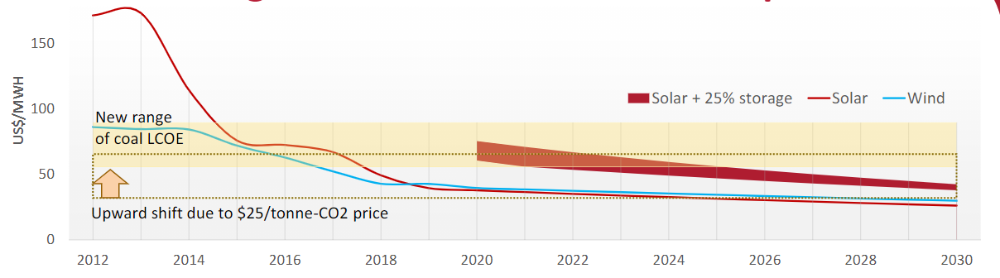 150
100
50
0
US$/MWH
Solar + 25% storage
Solar
Wind
New range
of coal LCOE
Upward shift due to $25/tonne-CO2 price
2012 2014 2016 2018 2020 2022 2024 2026 2028 2030